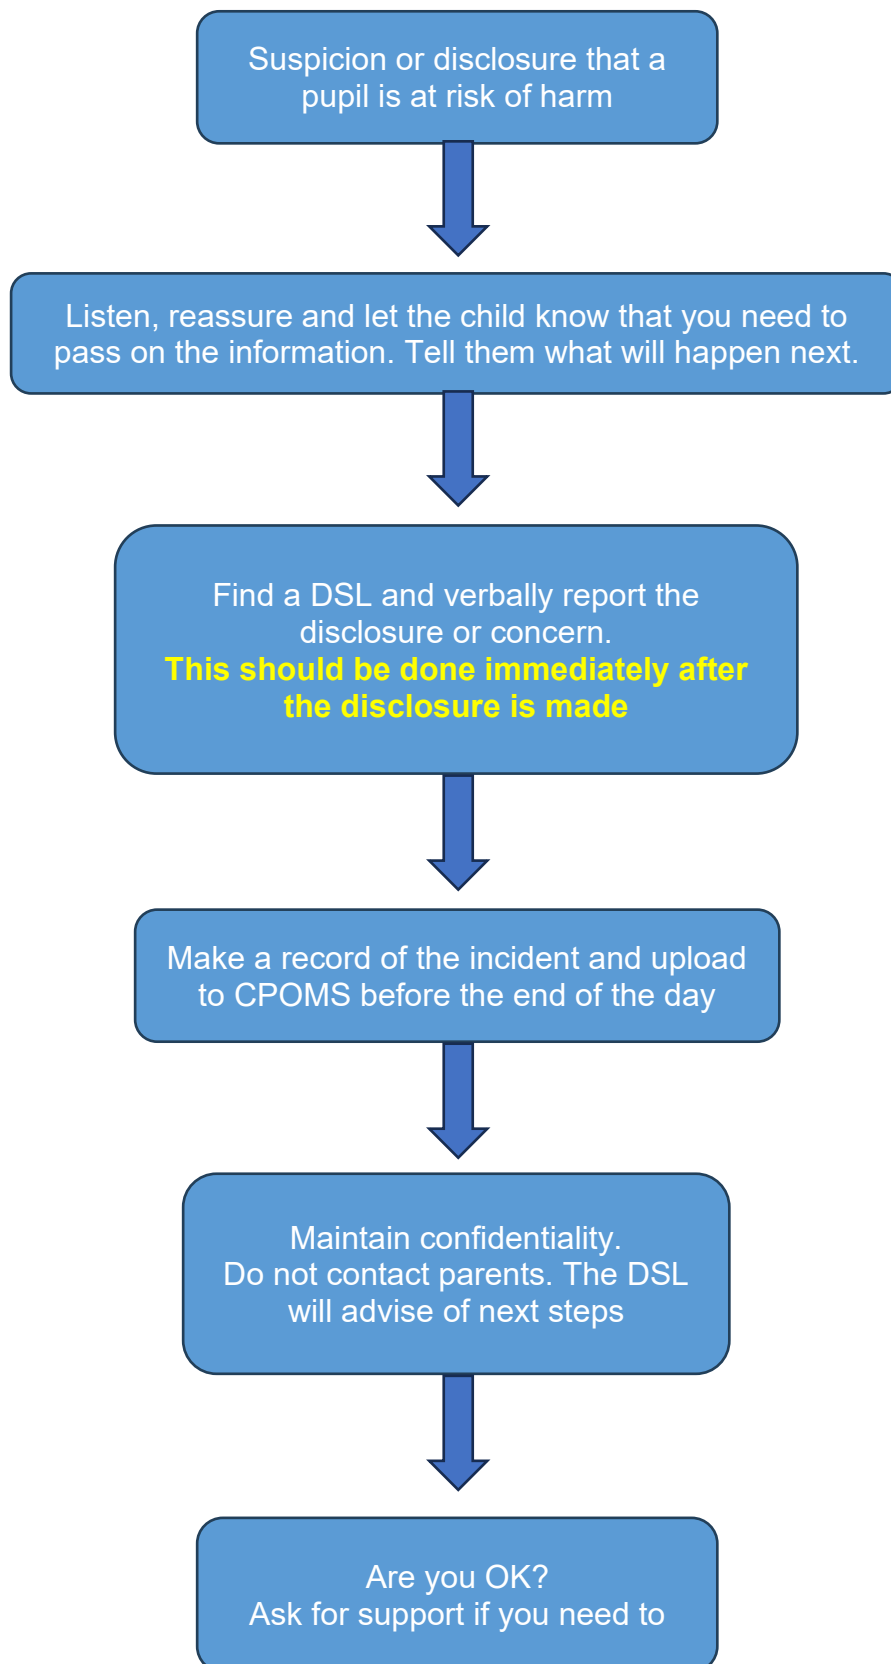 Suspicion or disclosure that a
pupil is at risk of harm
Listen, reassure and let the child know that you need to
pass on the information. Tell them what will happen next.
Find a DSL and verbally report the
disclosure or concern.
This should be done immediately after
the disclosure is made
Make a record of the incident and upload
to CPOMS before the end of the day
Maintain confidentiality.
Do not contact parents. The DSL
will advise of next steps
Are you OK?
Ask for support if you need to